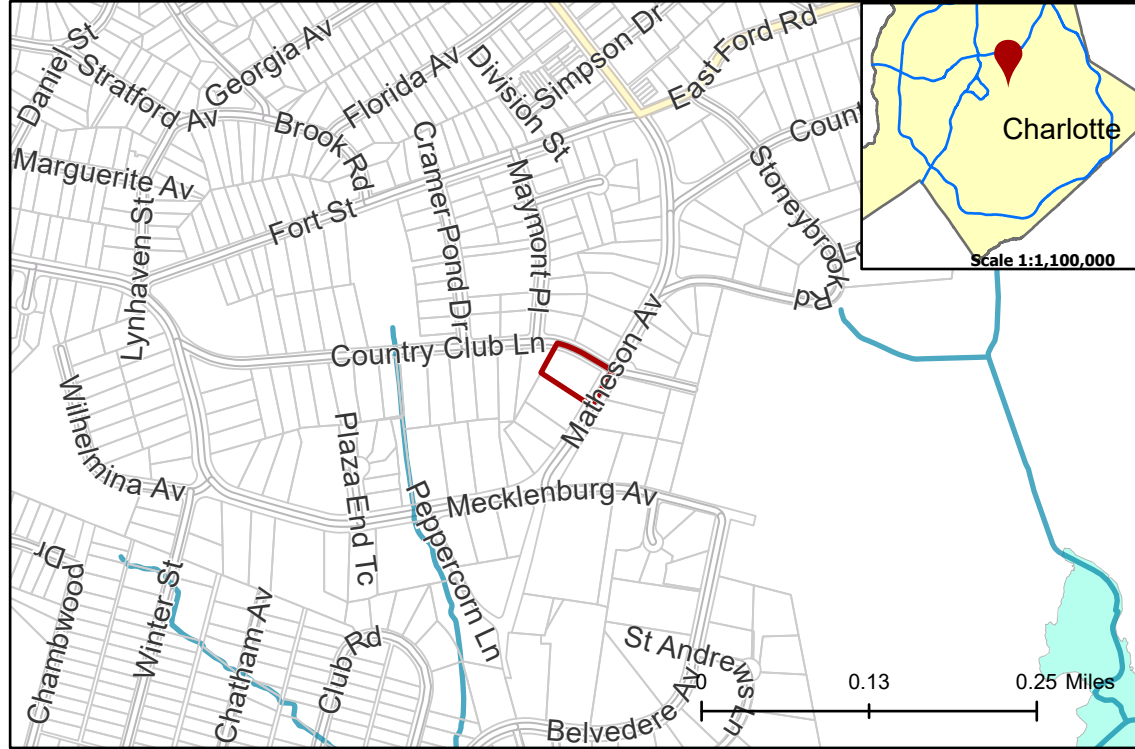 Daniel St
Stratford Av
Georgia Av
Florida Av
Division St
Simpson Dr
East Ford Rd
Charlotte
Scale 1:1,100,000
Brook Rd
Cramer Pond Dr
Maymont Pl
Stoneybrook Rd
Marguerite Av
Fort St
Lynhaven St
Country Club Ln
Matheson Av
Wilhelmina Av
Plaza End Tc
Peppercorn Ln
Mecklenburg Av
Chambwood Dr
Winter St
Chatham Av
Club Rd
St Andrews Ln
Belvedere Av
0 0.13 0.25 Miles